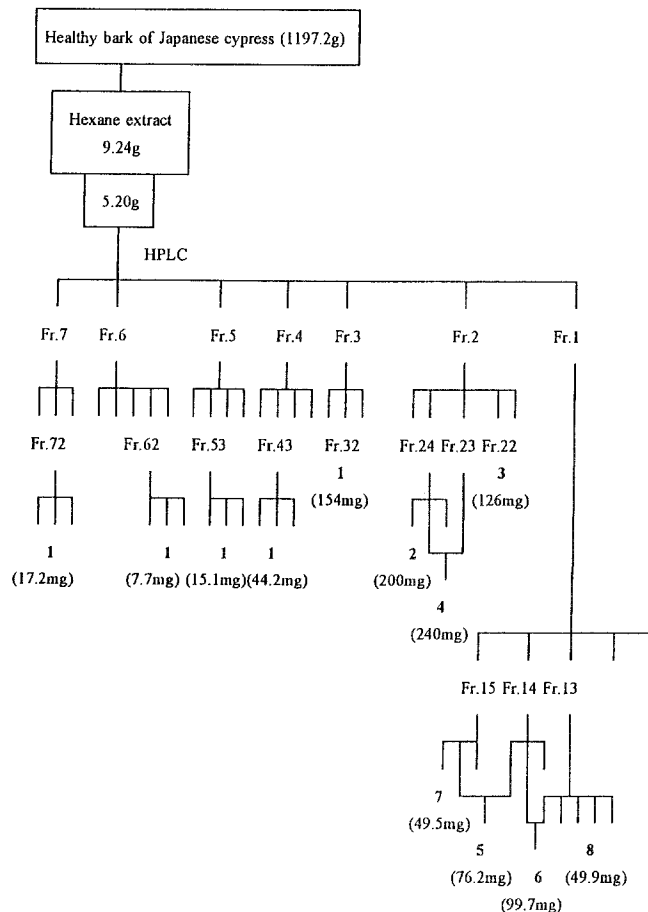 Healthy bark of Japanese cypress (1197.2g)
Hexane extract
9.24g
5.20g
HPLC
Fr.7 Fr.6 Fr.5 Fr.4 Fr.3 Fr.2 Fr.1
Fr.72 Fr.62 Fr.53 Fr.43 Fr.32 Fr.24 Fr.23 Fr.22
1 3
(154mg) (126mg)
1 1 1 1 2
(17.2mg) (7.7mg) (15.1mg) (44.2mg) (200mg)
4
(240mg)
Fr.15 Fr.14 Fr.13
7
(49.5mg)
5 6 8
(76.2mg) (49.9mg)
(99.7mg)